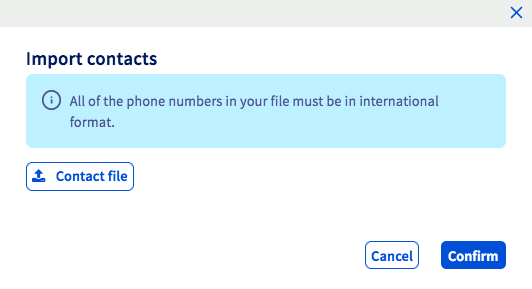 Import contacts
All of the phone numbers in your file must be in international
format.
Contact file
Cancel
Confirm